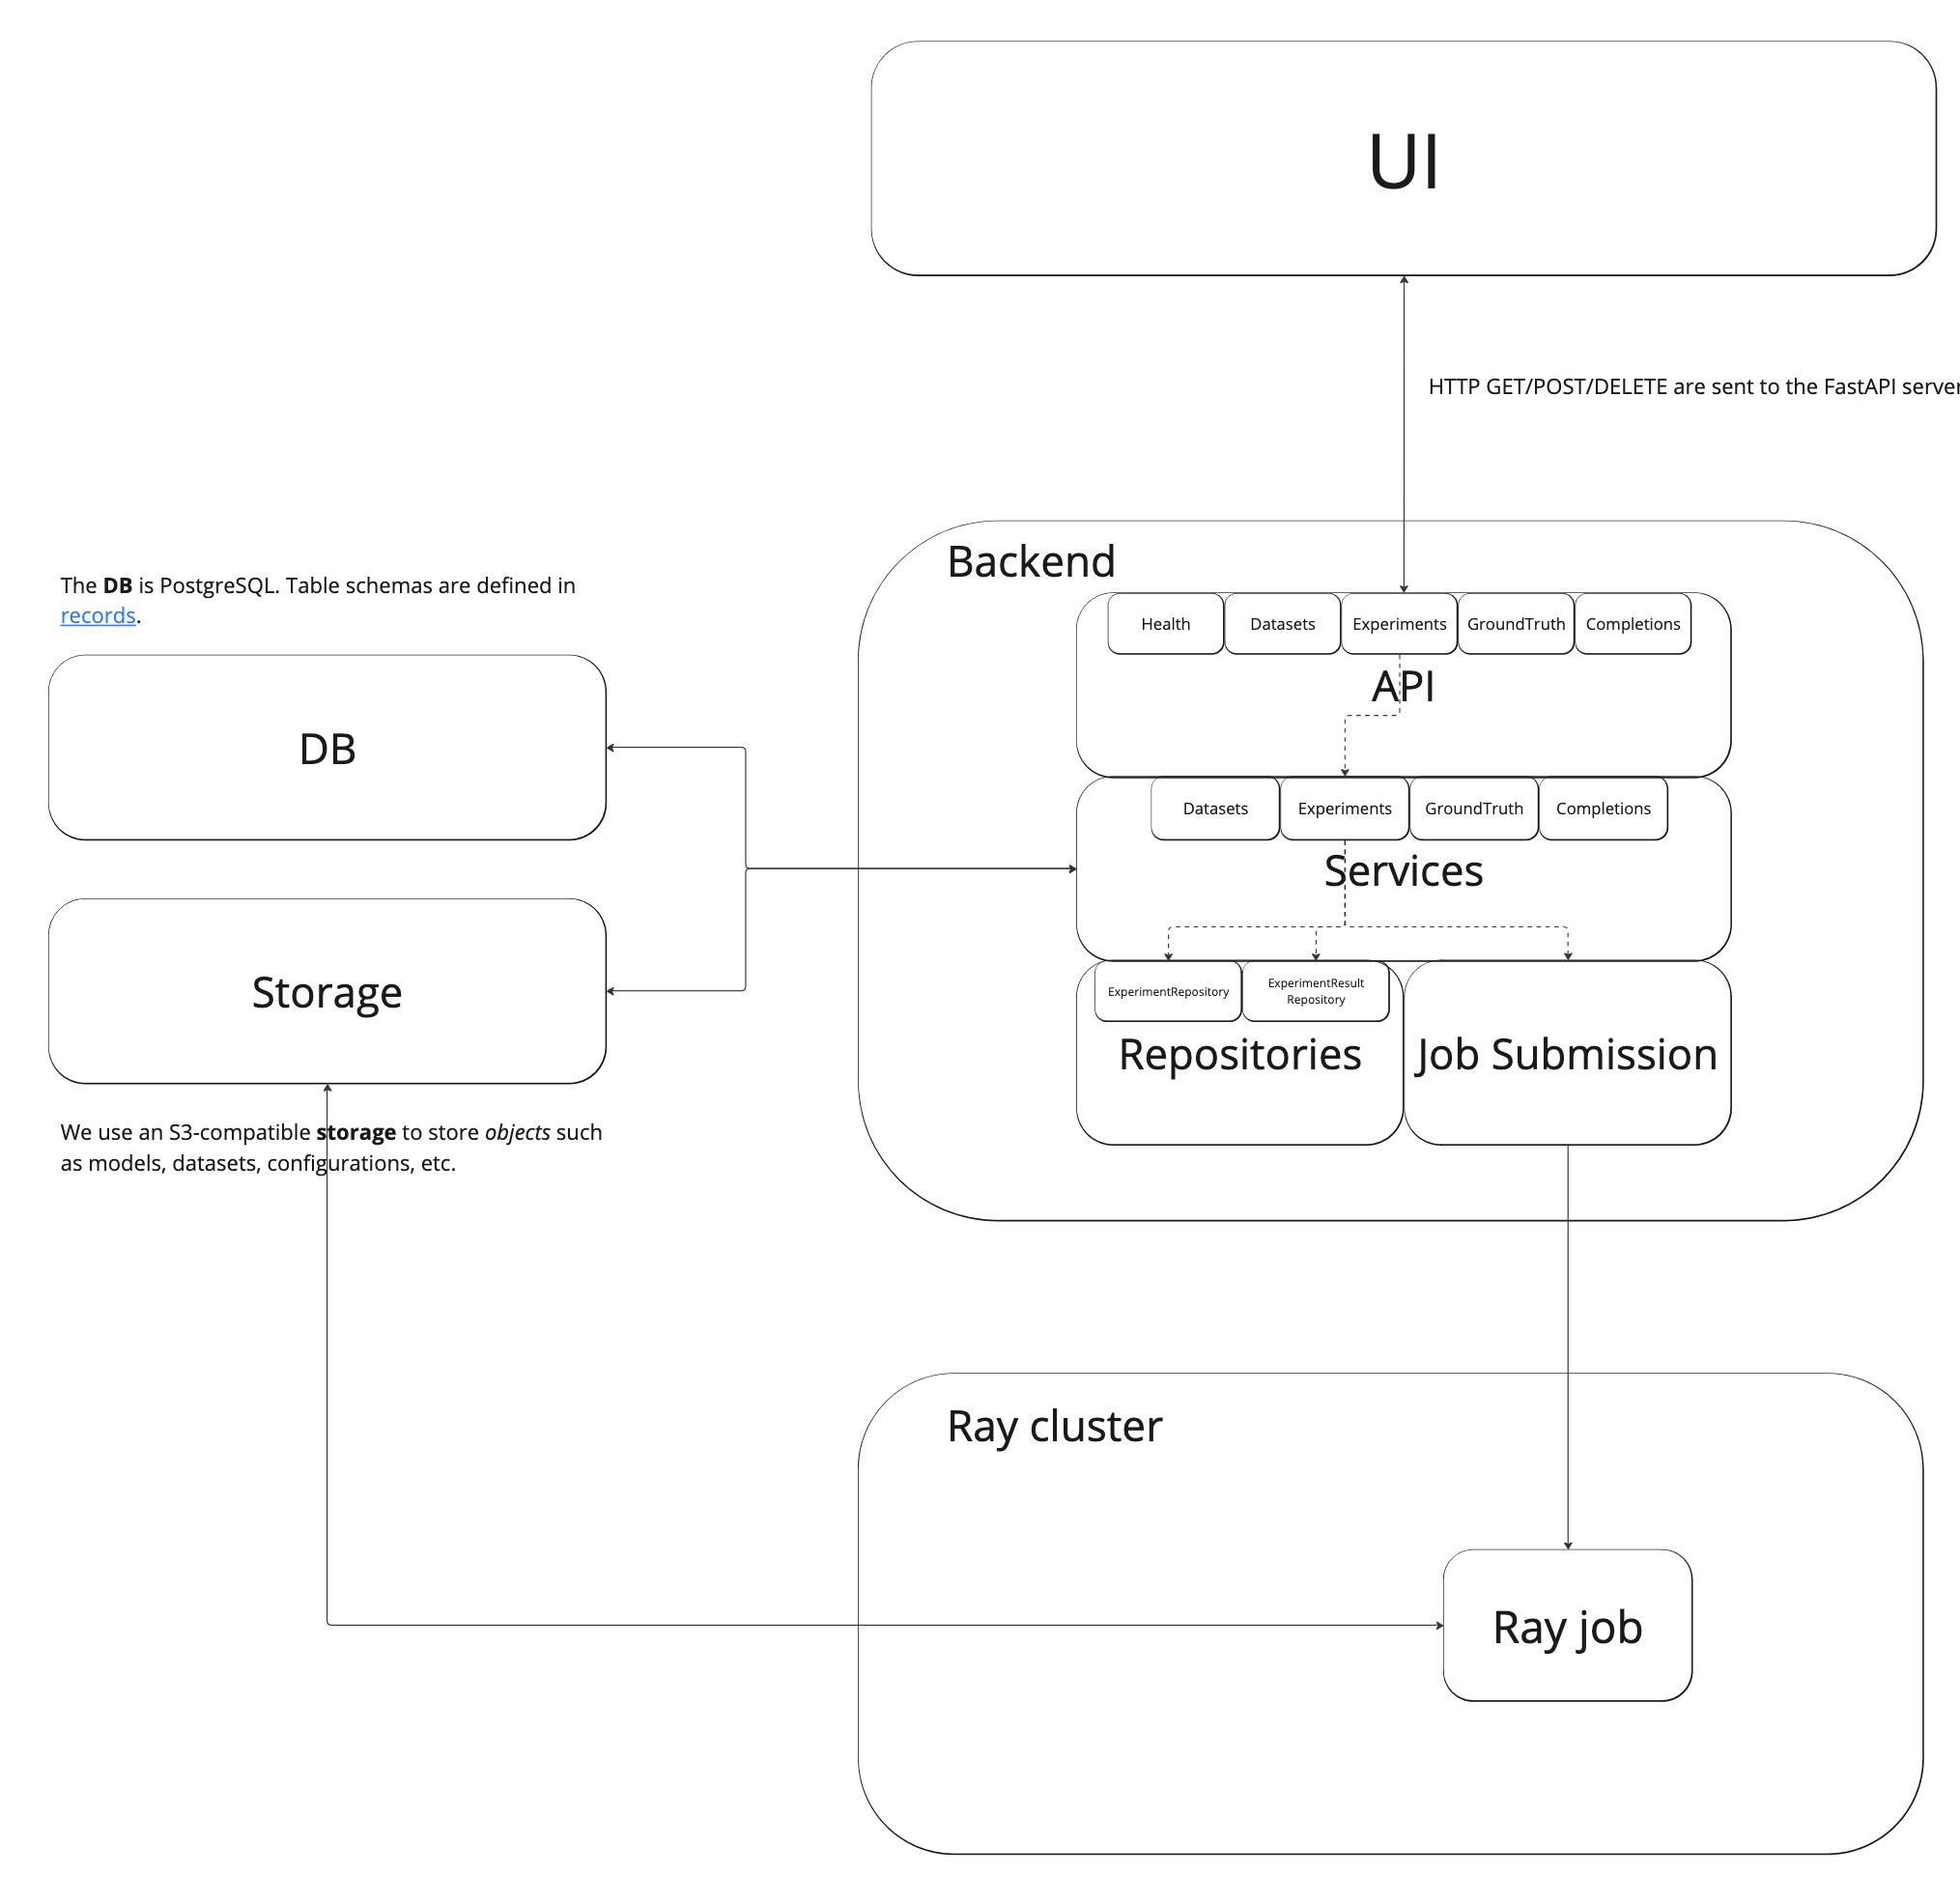 UI
HTTP GET/POST/DELETE are sent to the FastAPI server
Backend
Health
Datasets
Experiments
GroundTruth
Completions
API
The DB is PostgreSQL. Table schemas are defined in
records.
DB
Datasets
Experiments
GroundTruth
Completions
Services
Storage
ExperimentRepository
ExperimentResult
Repository
Repositories
Job Submission
We use an S3-compatible storage to store objects such
as models, datasets, configurations, etc.
Ray cluster
Ray job